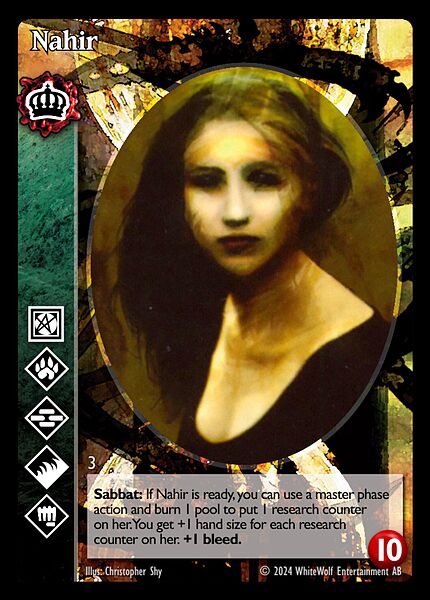 Nahir
3
Sabbat: If Nahir is ready, you can use a master phase
action and burn 1 pool to put 1 research counter
on her. You get +1 hand size for each research
counter on her. +1 bleed.
10
Illus: Christopher Shy
© 2024 WhiteWolf Entertainment AB